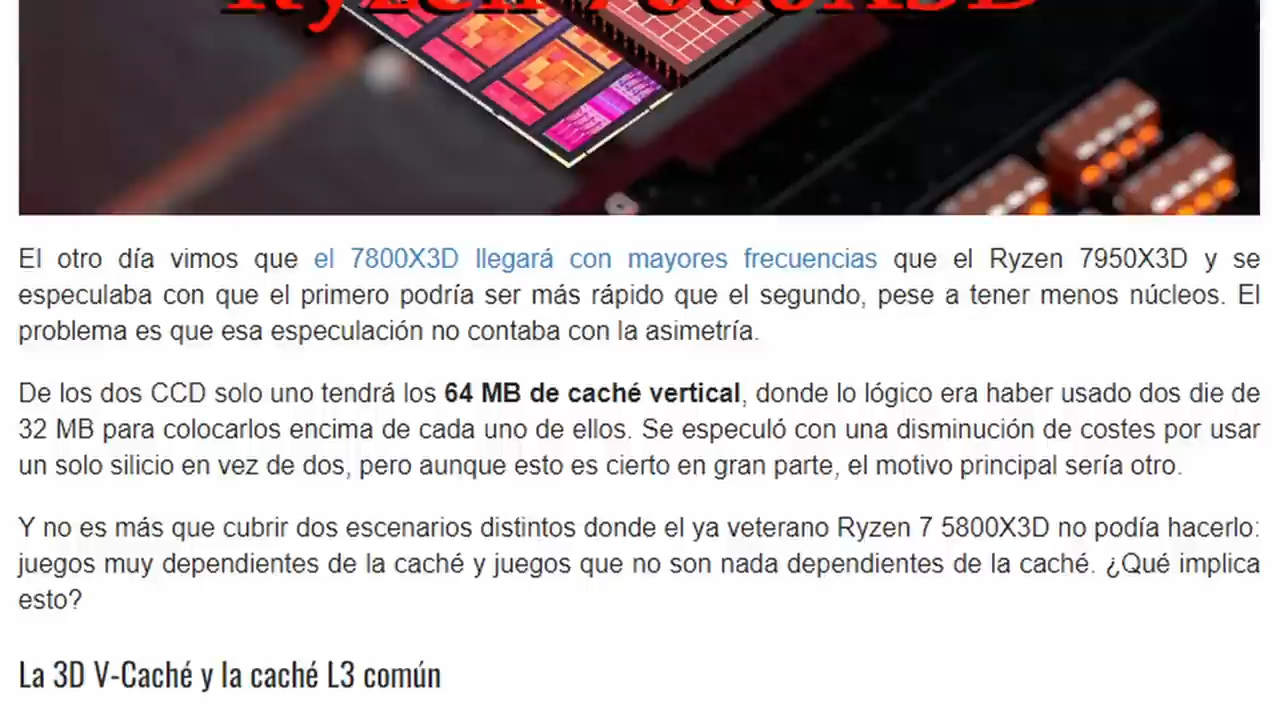 El otro día vimos que el 7800X3D llegará con mayores frecuencias que el Ryzen 7950X3D y se
especulaba con que el primero podría ser más rápido que el segundo, pese a tener menos núcleos. El
problema es que esa especulación no contaba con la asimetría.
De los dos CCD solo uno tendrá los 64 MB de caché vertical, donde lo lógico era haber usado dos die de
32 MB para colocarlos encima de cada uno de ellos. Se especuló con una disminución de costes por usar
un solo silicio en vez de dos, pero aunque esto es cierto en gran parte, el motivo principal sería otro.
Y no es más que cubrir dos escenarios distintos donde el ya veterano Ryzen 7 5800X3D no podía hacerlo:
juegos muy dependientes de la caché y juegos que no son nada dependientes de la caché. ¿Qué implica
esto?
La 3D V-Caché y la caché L3 común